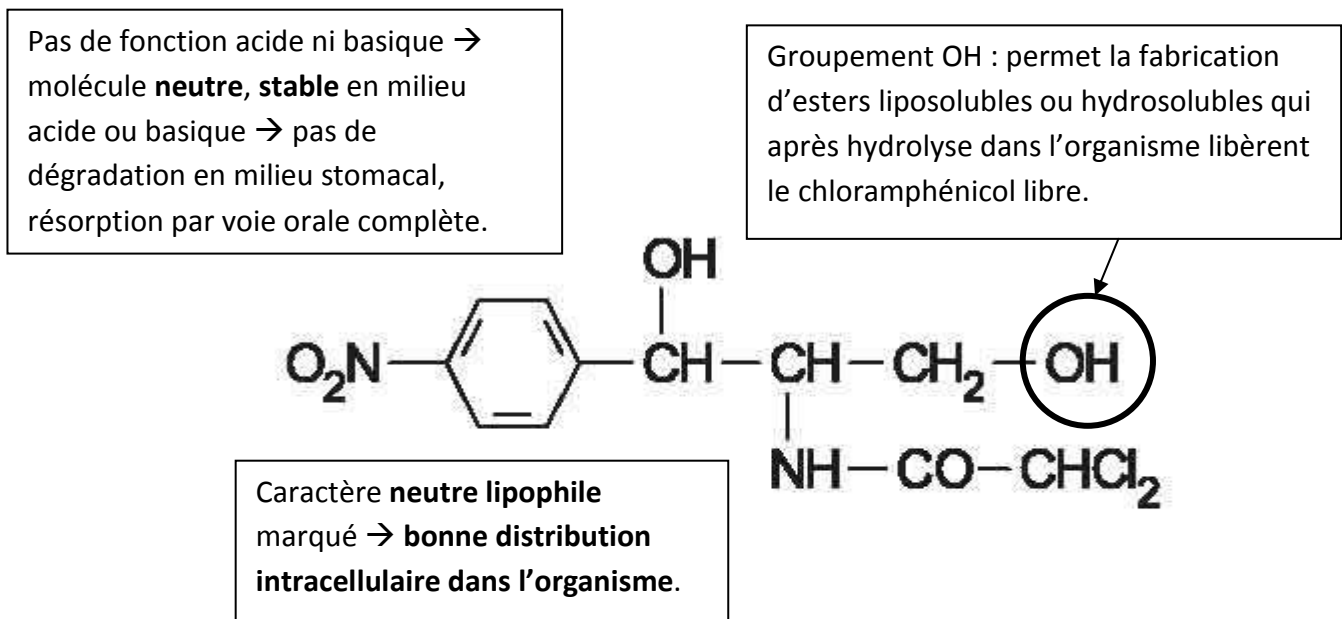 Pas de fonction acide ni basique →
molécule neutre, stable en milieu
acide ou basique → pas de
dégradation en milieu stomacal,
résorption par voie orale complète.
Groupement OH : permet la fabrication
d’esters liposolubles ou hydrosolubles qui
après hydrolyse dans l’organisme libèrent
le chloramphénicol libre.
OH
O₂N CH CH CH₂ OH
NH CO CHCl₂
Caractère neutre lipophile
marqué → bonne distribution
intracellulaire dans l’organisme.